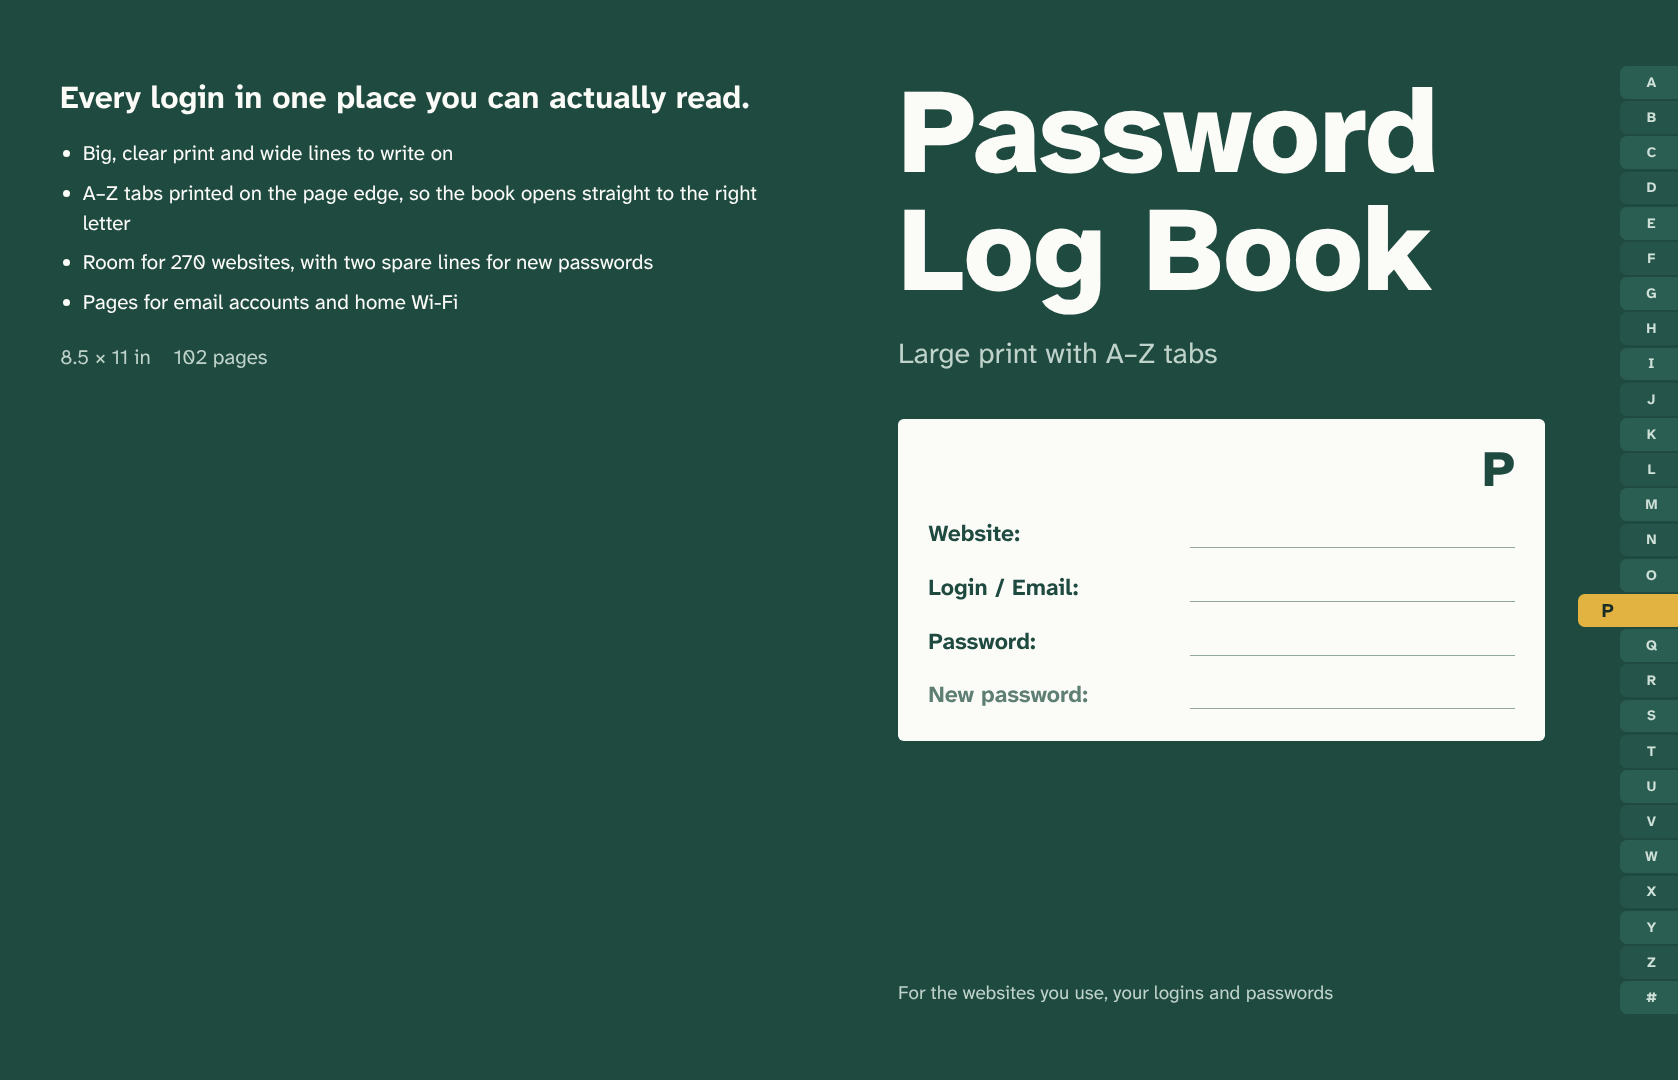 Every login in one place you can actually read.
• Big, clear print and wide lines to write on
• A–Z tabs printed on the page edge, so the book opens straight to the right
letter
• Room for 270 websites, with two spare lines for new passwords
• Pages for email accounts and home Wi-Fi
8.5 × 11 in 102 pages
Password
Log Book
Large print with A–Z tabs
P
Website:
Login / Email:
Password:
New password:
For the websites you use, your logins and passwords
A
B
C
D
E
F
G
H
I
J
K
L
M
N
O
P
Q
R
S
T
U
V
W
X
Y
Z
#